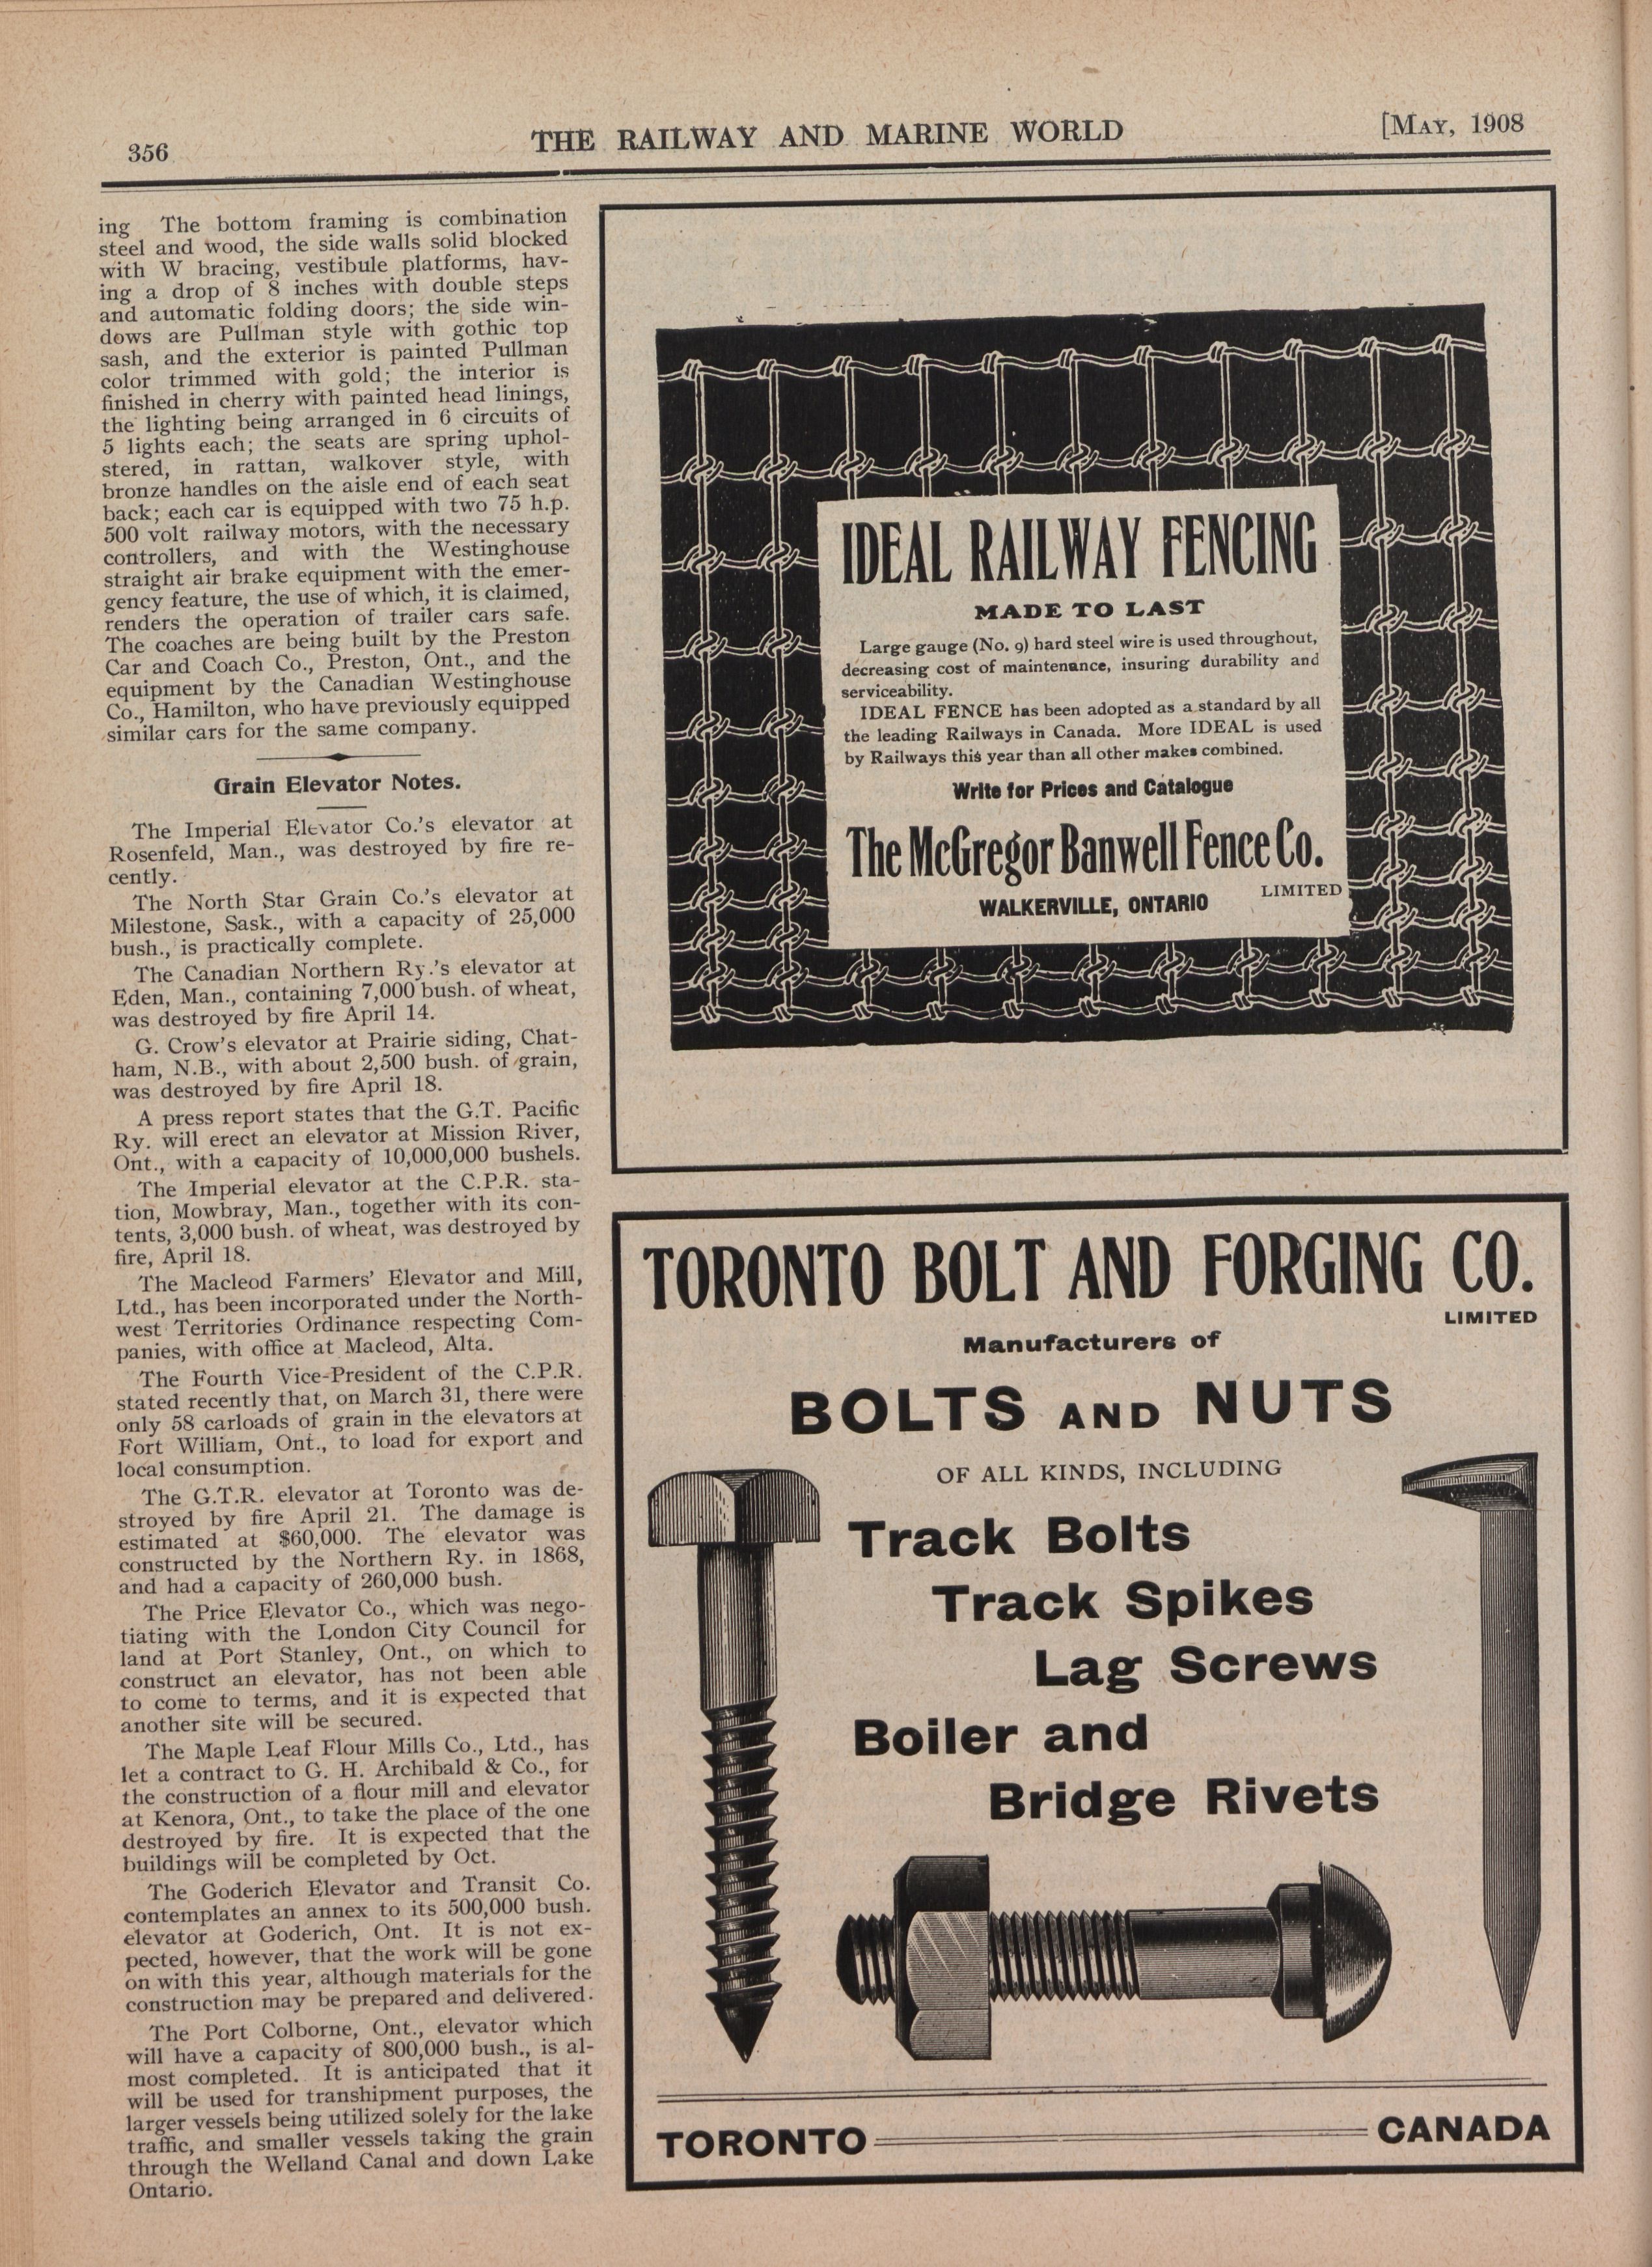 356
THE RAILWAY AND MARINE WORLD
[MAY, 1908
ing The bottom framing is combination
steel and wood, the side walls solid blocked
with W bracing, vestibule platforms, hav-
ing a drop of 8 inches with double steps
and automatic folding doors; the side win-
dows are Pullman style with gothic top
sash, and the exterior is painted Pullman
color trimmed with gold; the interior is
finished in cherry with painted head linings,
the lighting being arranged in 6 circuits of
5 lights each; the seats are spring uphol-
stered, in rattan, walkover style, with
bronze handles on the aisle end of each seat
back; each car is equipped with two 75 h.p.
500 volt railway motors, with the necessary
controllers, and with the Westinghouse
straight air brake equipment with the emer-
gency feature, the use of which, it is claimed,
renders the operation of trailer cars safe.
The coaches are being built by the Preston
Car and Coach Co., Preston, Ont., and the
equipment by the Canadian Westinghouse
Co., Hamilton, who have previously equipped
similar cars for the same company.
Grain Elevator Notes.
The Imperial Elevator Co.'s elevator at
Rosenfeld, Man., was destroyed by fire re-
cently.
The North Star Grain Co.'s elevator at
Milestone, Sask., with a capacity of 25,000
bush., is practically complete.
The Canadian Northern Ry.'s elevator at
Eden, Man., containing 7,000 bush. of wheat,
was destroyed by fire April 14.
G. Crow's elevator at Prairie siding, Chat-
ham, N.B., with about 2,500 bush. of grain,
was destroyed by fire April 18.
A press report states that the G.T. Pacific
Ry. will erect an elevator at Mission River,
Ont., with a capacity of 10,000,000 bushels.
The Imperial elevator at the C.P.R. sta-
tion, Mowbray, Man., together with its con-
tents, 3,000 bush. of wheat, was destroyed by
fire, April 18.
The Macleod Farmers' Elevator and Mill,
Ltd., has been incorporated under the North-
west Territories Ordinance respecting Com-
panies, with office at Macleod, Alta.
The Fourth Vice-President of the C.P.R.
stated recently that, on March 31, there were
only 58 carloads of grain in the elevators at
Fort William, Ont., to load for export and
local consumption.
The G.T.R. elevator at Toronto was de-
stroyed by fire April 21. The damage is
estimated at $60,000. The elevator was
constructed by the Northern Ry. in 1868,
and had a capacity of 260,000 bush.
The Price Elevator Co., which was nego-
tiating with the London City Council for
land at Port Stanley, Ont., on which to
construct an elevator, has not been able
to come to terms, and it is expected that
another site will be secured.
The Maple Leaf Flour Mills Co., Ltd., has
let a contract to G. H. Archibald & Co., for
the construction of a flour mill and elevator
at Kenora, Ont., to take the place of the one
destroyed by fire. It is expected that the
buildings will be completed by Oct.
The Goderich Elevator and Transit Co.
contemplates an annex to its 500,000 bush.
elevator at Goderich, Ont. It is not ex-
pected, however, that the work will be gone
on with this year, although materials for the
construction may be prepared and delivered.
The Port Colborne, Ont., elevator which
will have a capacity of 800,000 bush., is al-
most completed. It is anticipated that it
will be used for transhipment purposes, the
larger vessels being utilized solely for the lake
traffic, and smaller vessels taking the grain
through the Welland Canal and down Lake
Ontario.
IDEAL RAILWAY FENCING
MADE TO LAST
Large gauge (No. 9) hard steel wire is used throughout,
decreasing cost of maintenance, insuring durability and
serviceability.
IDEAL FENCE has been adopted as a standard by all
the leading Railways in Canada. More IDEAL is used
by Railways this year than all other makes combined.
Write for Prices and Catalogue
The McGregor Banwell Fence Co.
LIMITED
WALKERVILLE, ONTARIO
TORONTO BOLT AND FORGING CO.
LIMITED
Manufacturers of
BOLTS AND NUTS
OF ALL KINDS, INCLUDING
Track Bolts
Track Spikes
Lag Screws
Boiler and
Bridge Rivets
TORONTO CANADA